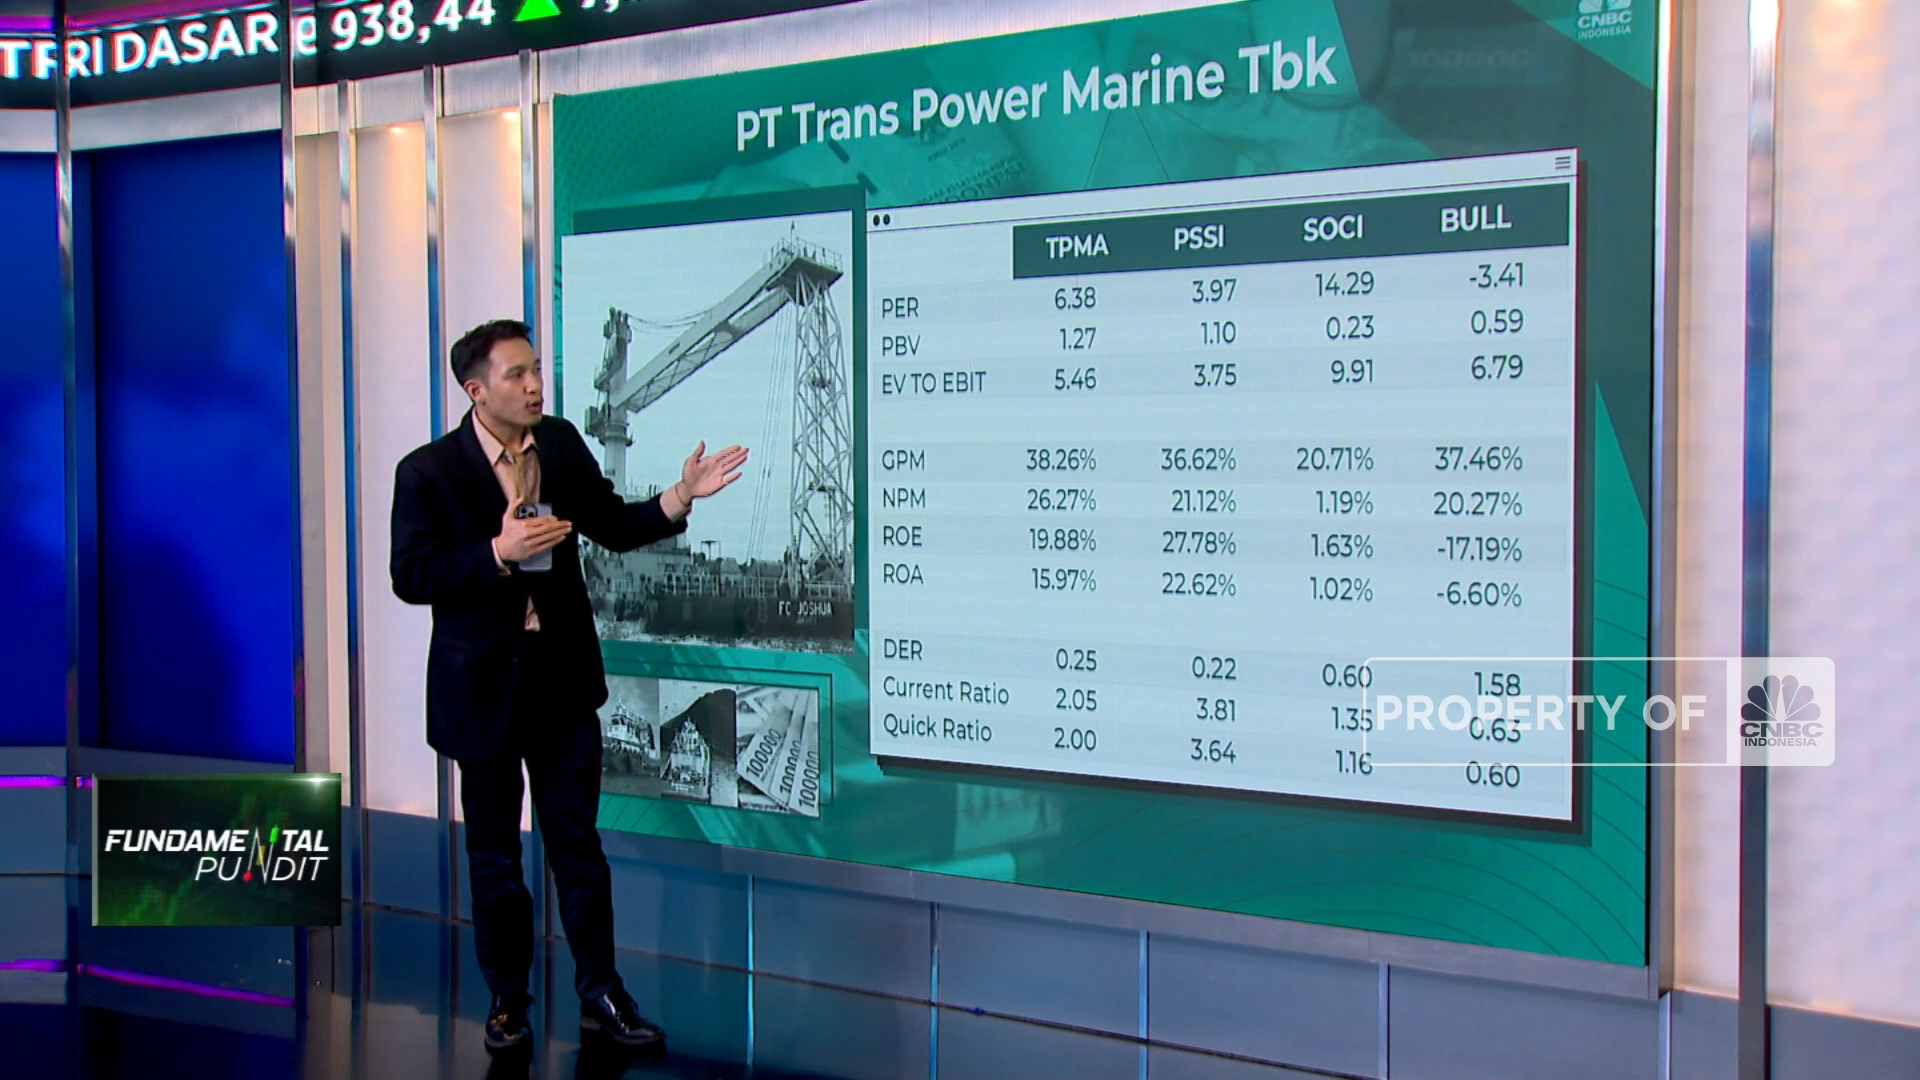 TRI DASAR e 938,44
CNBC
INDONESIA
PT Trans Power Marine Tbk
TPMA PSSI SOCI BULL
PER 6.38 3.97 14.29 -3.41
PBV 1.27 1.10 0.23 0.59
EV TO EBIT 5.46 3.75 9.91 6.79
GPM 38.26% 36.62% 20.71% 37.46%
NPM 26.27% 21.12% 1.19% 20.27%
ROE 19.88% 27.78% 1.63% -17.19%
ROA 15.97% 22.62% 1.02% -6.60%
DER 0.25 0.22 0.60 1.58
Current Ratio 2.05 3.81 1.35 0.63
Quick Ratio 2.00 3.64 1.16 0.60
FC JOSHUA
100000
100000
100000
PROPERTY OF
CNBC
INDONESIA
FUNDAMENTAL
PUNDIT